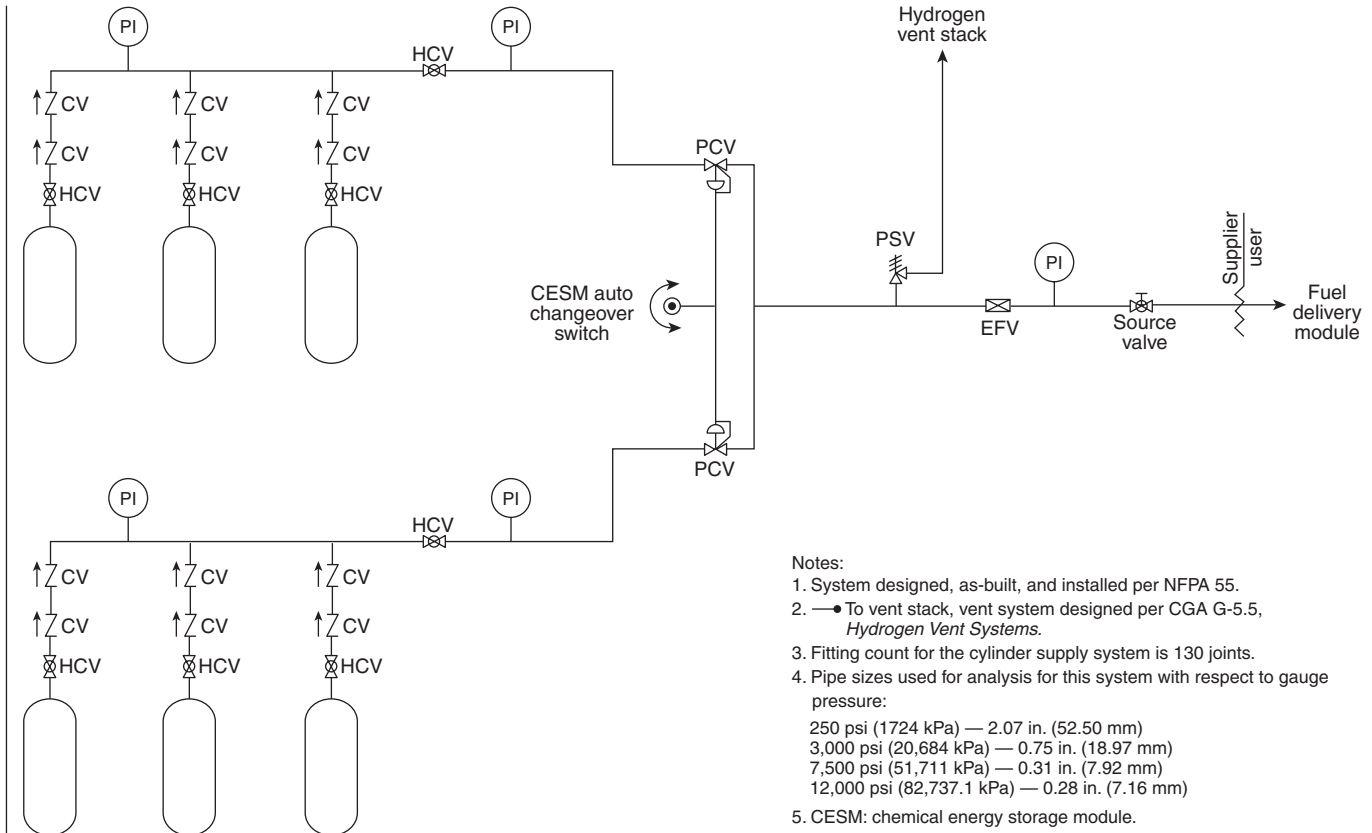 Hydrogen
vent stack
PI
PI
HCV
CV
CV
CV
CV
CV
CV
HCV
HCV
HCV
PCV
PSV
PI
Supplier
user
CESM auto
changeover
switch
EFV
Source
valve
Fuel
delivery
module
PCV
PI
PI
HCV
CV
CV
CV
CV
CV
CV
HCV
HCV
HCV
Notes:
1. System designed, as-built, and installed per NFPA 55.
2. To vent stack, vent system designed per CGA G-5.5,
Hydrogen Vent Systems.
3. Fitting count for the cylinder supply system is 130 joints.
4. Pipe sizes used for analysis for this system with respect to gauge
pressure:
250 psi (1724 kPa) — 2.07 in. (52.50 mm)
3,000 psi (20,684 kPa) — 0.75 in. (18.97 mm)
7,500 psi (51,711 kPa) — 0.31 in. (7.92 mm)
12,000 psi (82,737.1 kPa) — 0.28 in. (7.16 mm)
5. CESM: chemical energy storage module.